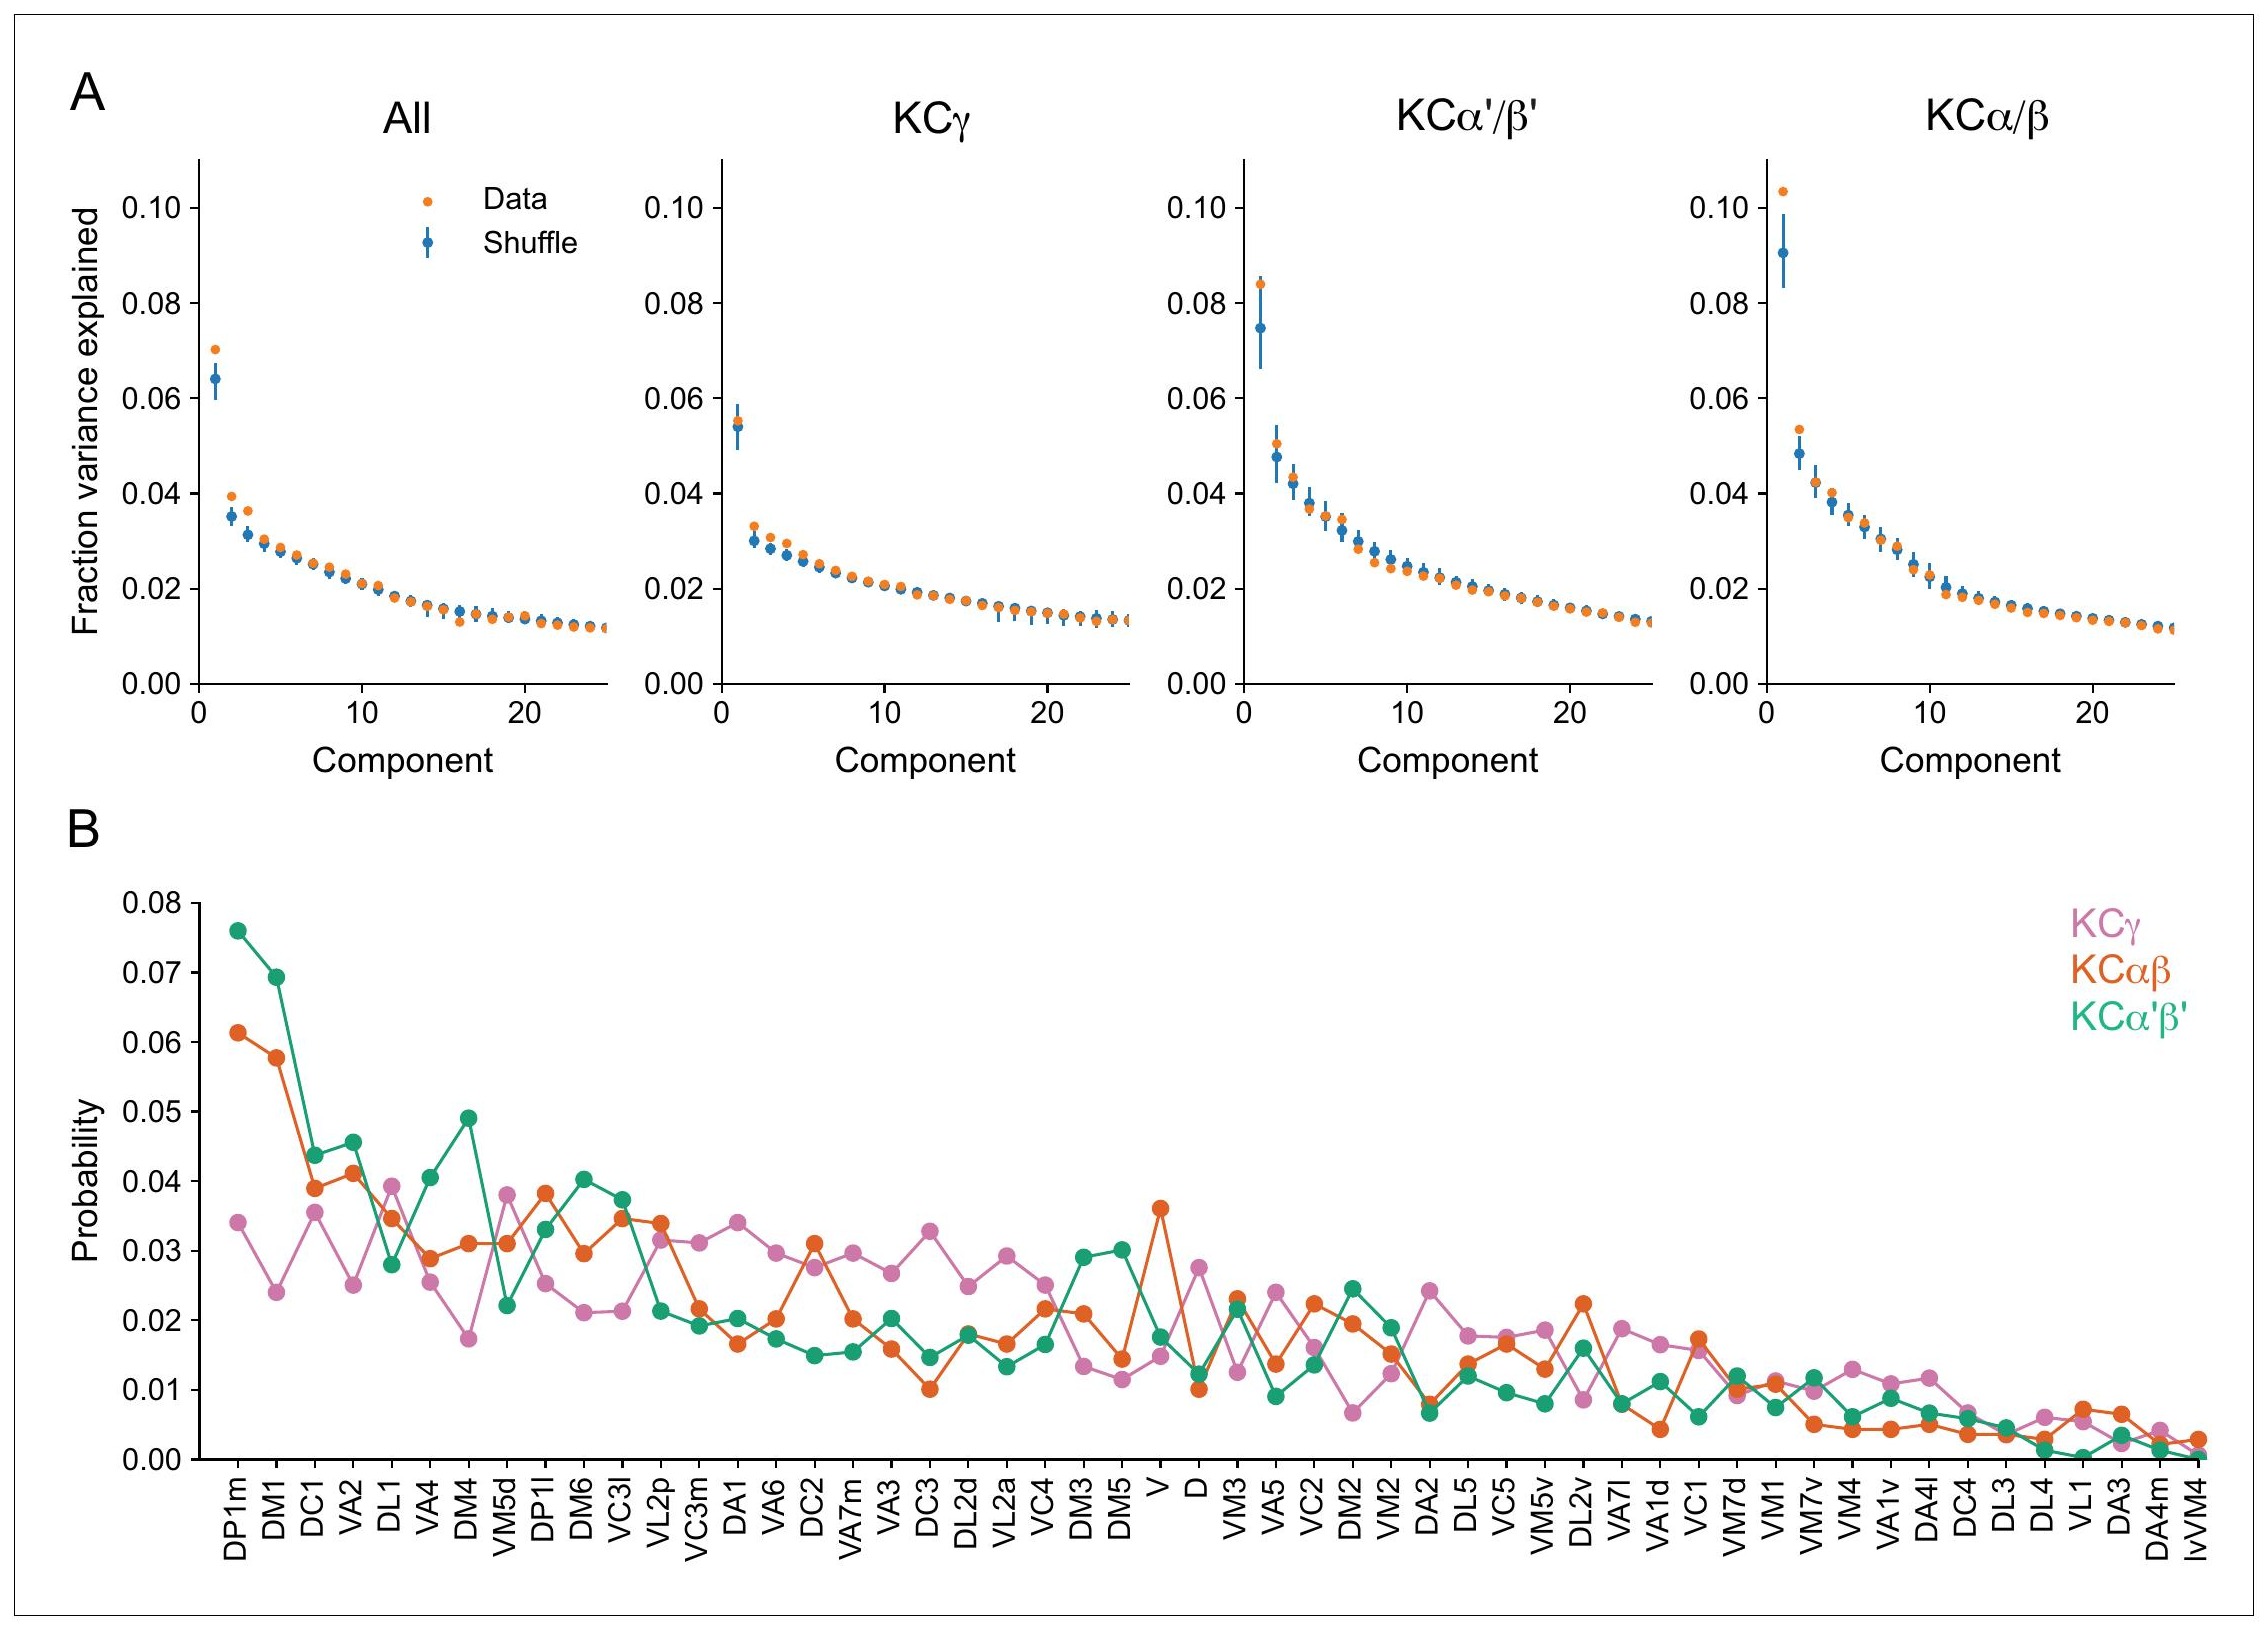 A
All
KCγ
KCα'/β'
KCα/β
Fraction variance explained
0.10
0.08
0.06
0.04
0.02
0.00
Data
Shuffle
0 10 20
Component
0.10
0.08
0.06
0.04
0.02
0.00
0 10 20
Component
0.10
0.08
0.06
0.04
0.02
0.00
0 10 20
Component
0.10
0.08
0.06
0.04
0.02
0.00
0 10 20
Component
B
Probability
0.08
0.07
0.06
0.05
0.04
0.03
0.02
0.01
0.00
KCγ
KCαβ
KCα'β'
DP1m
DM1
DC1
VA2
DL1
VA4
DM4
VM5d
DP1l
DM6
VC3l
VL2p
VC3m
DA1
VA6
DC2
VA7m
VA3
DC3
DL2d
VL2a
VC4
DM3
DM5
V
D
VM3
VA5
VC2
DM2
VM2
DA2
DL5
VC5
VM5v
DL2v
VA7l
VA1d
VC1
VM7d
VM1
VM7v
VM4
VA1v
DA4l
DC4
DL3
DL4
VL1
DA3
DA4m
lvVM4